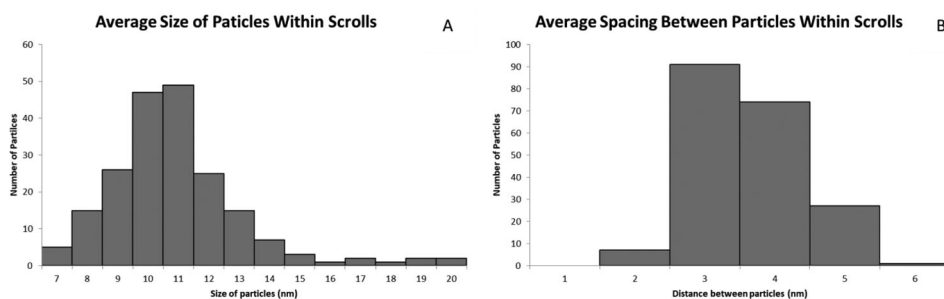 Average Size of Paticles Within Scrolls
A
60
50
40
30
20
10
0
Number of Partilces
7 8 9 10 11 12 13 14 15 16 17 18 19 20
Size of particles (nm)
Average Spacing Between Particles Within Scrolls
B
100
90
80
70
60
50
40
30
20
10
0
Number of Particles
1 2 3 4 5 6
Distance between particles (nm)